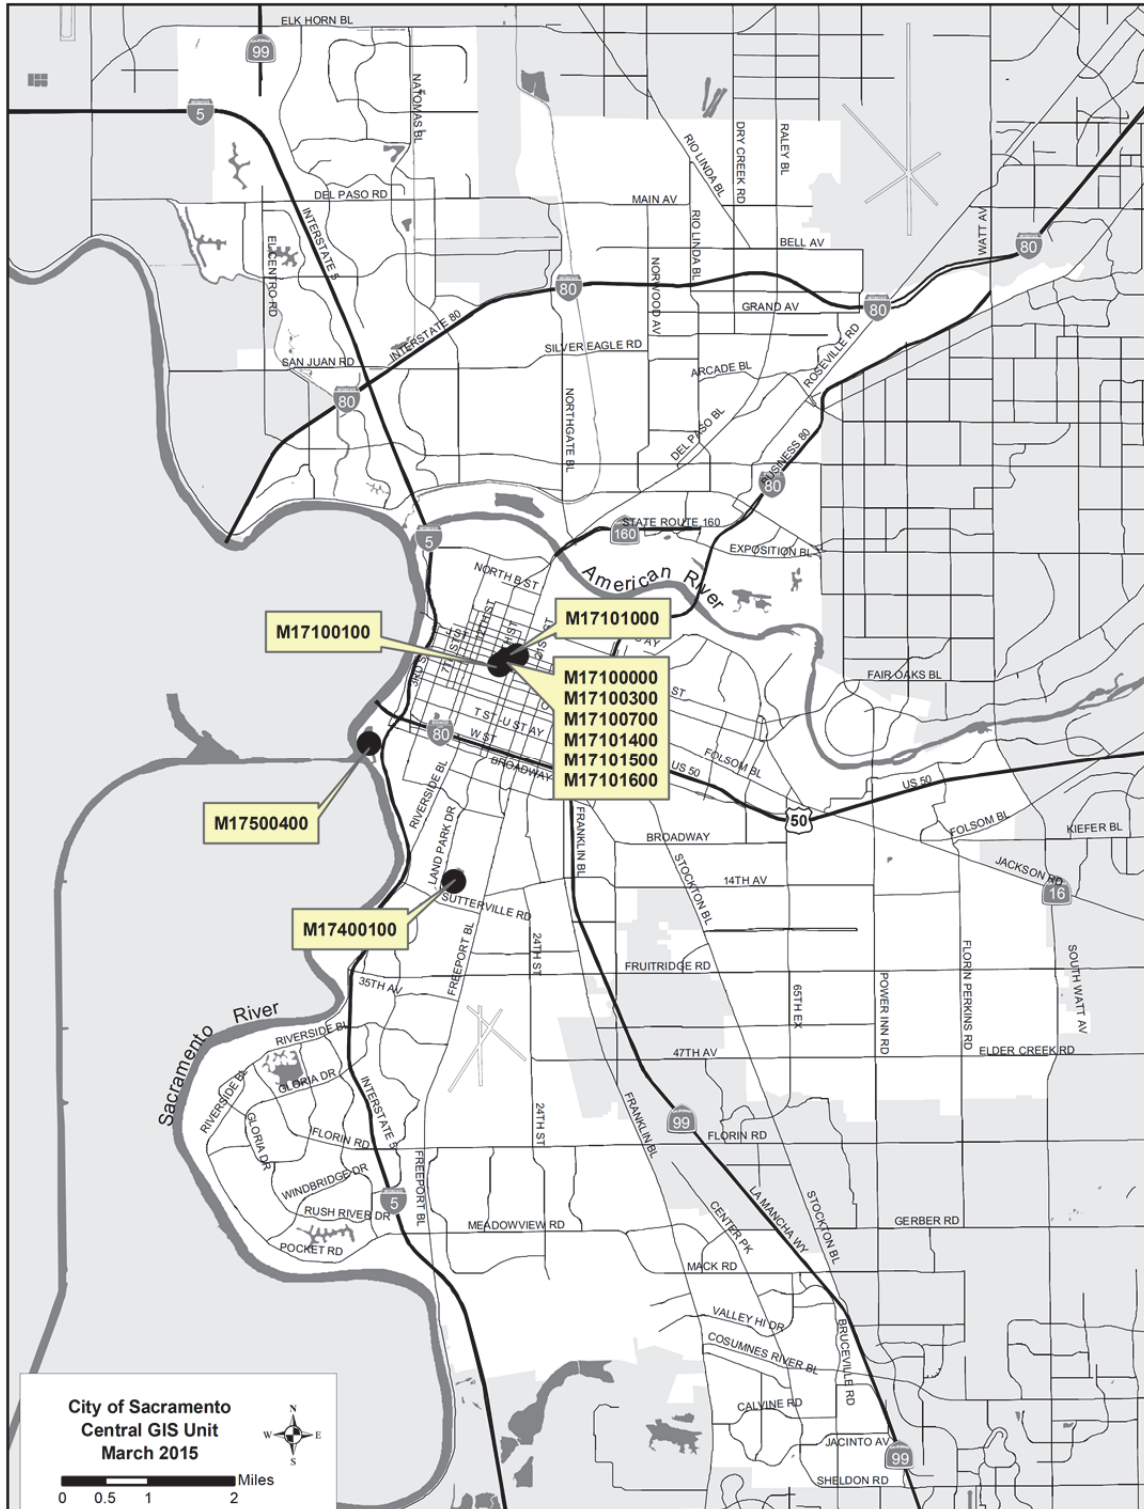 ELK HORN BL
99
5
NATOMAS BL
RIO LINDA BL
DRY CREEK RD
RALEY BL
DEL PASO RD
MAIN AV
INTERSTATE 5
EL CENTRO RD
RIO LINDA BL
BELL AV
WATT AV
80
NORWOOD AV
80
GRAND AV
80
INTERSTATE 80
SILVER EAGLE RD
SAN JUAN RD
ROSEVILLE RD
ARCADE BL
80
NORTHGATE BL
DEL PASO BL
BUSINESS 80
80
STATE ROUTE 160
160
5
EXPOSITION BL
NORTH B ST
American River
12TH ST
M17101000
M17100100
7TH ST
21ST ST
3RD ST
M17100000
M17100300
M17100700
M17101400
M17101500
M17101600
FAIR OAKS BL
T ST - U ST AY
W ST
80
BROADWAY
FOLSOM BL
US 50
US 50
RIVERSIDE BL
M17500400
50
FRANKLIN BL
BROADWAY
FOLSOM BL
KIEFER BL
LAND PARK DR
STOCKTON BL
JACKSON RD
14TH AV
16
SUTTERVILLE RD
M17400100
FREEPORT BL
24TH ST
FRUITRIDGE RD
35TH AV
65TH EX
POWER INN RD
FLORIN PERKINS RD
SOUTH WATT AV
Sacramento River
RIVERSIDE BL
47TH AV
ELDER CREEK RD
GLORIA DR
RIVERSIDE BL
INTERSTATE 5
GLORIA DR
24TH ST
FRANKLIN BL
99
FLORIN RD
FLORIN RD
WINDBRIDGE DR
FREEPORT BL
5
LA MANCHA WY
STOCKTON BL
CENTER PK
RUSH RIVER DR
MEADOWVIEW RD
GERBER RD
POCKET RD
MACK RD
VALLEY HI DR
BRUCEVILLE RD
COSUMNES RIVER BL
CALVINE RD
JACINTO AV
99
SHELDON RD
City of Sacramento
Central GIS Unit
March 2015
N
W E
S
Miles
0 0.5 1 2